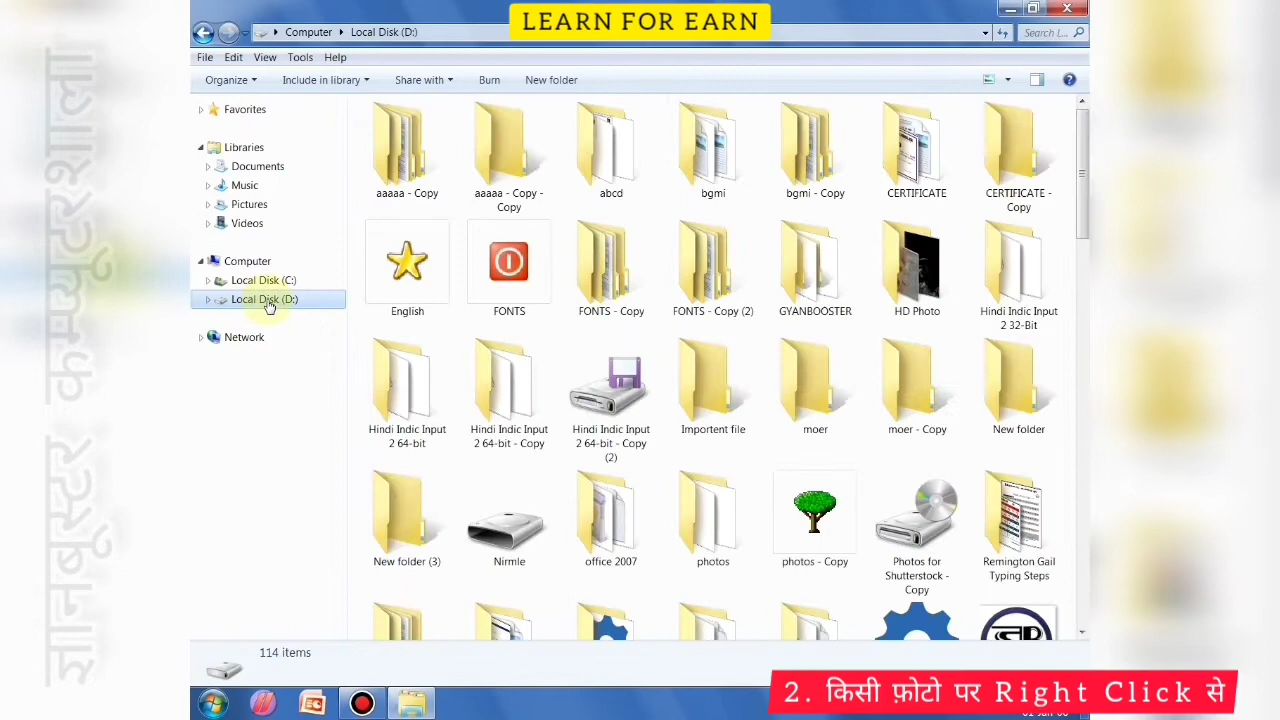 LEARN FOR EARN
Computer Local Disk (D:)
Search L...
File Edit View Tools Help
Organize Include in library Share with Burn New folder
Favorites
Libraries
Documents
Music
Pictures
Videos
Computer
Local Disk (C:)
Local Disk (D:)
Network
aaaaa - Copy
aaaaa - Copy - Copy
abcd
bgmi
bgmi - Copy
CERTIFICATE
CERTIFICATE - Copy
English
FONTS
FONTS - Copy
FONTS - Copy (2)
GYANBOOSTER
HD Photo
Hindi Indic Input 2 32-Bit
Hindi Indic Input 2 64-bit
Hindi Indic Input 2 64-bit - Copy
Hindi Indic Input 2 64-bit - Copy (2)
Importent file
moer
moer - Copy
New folder
New folder (3)
Nirmle
office 2007
photos
photos - Copy
Photos for Shutterstock - Copy
Remington Gail Typing Steps
114 items
2. किसी फ़ोटो पर Right Click से
ज्ञानबूस्टर कम्प्यूटरशाला